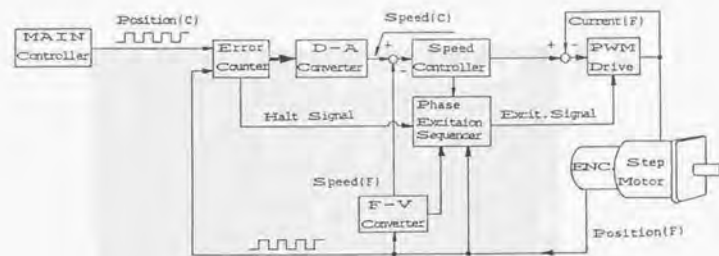 Position(C)
MAIN
Controller
Error
Counter
D-A
Converter
Speed(C)
+
-
Speed
Controller
+
-
Current(F)
PWM
Drive
Halt Signal
Phase
Excitaion
Sequencer
Excit.Signal
Speed(F)
F-V
Converter
ENC.
Step
Motor
Position(F)